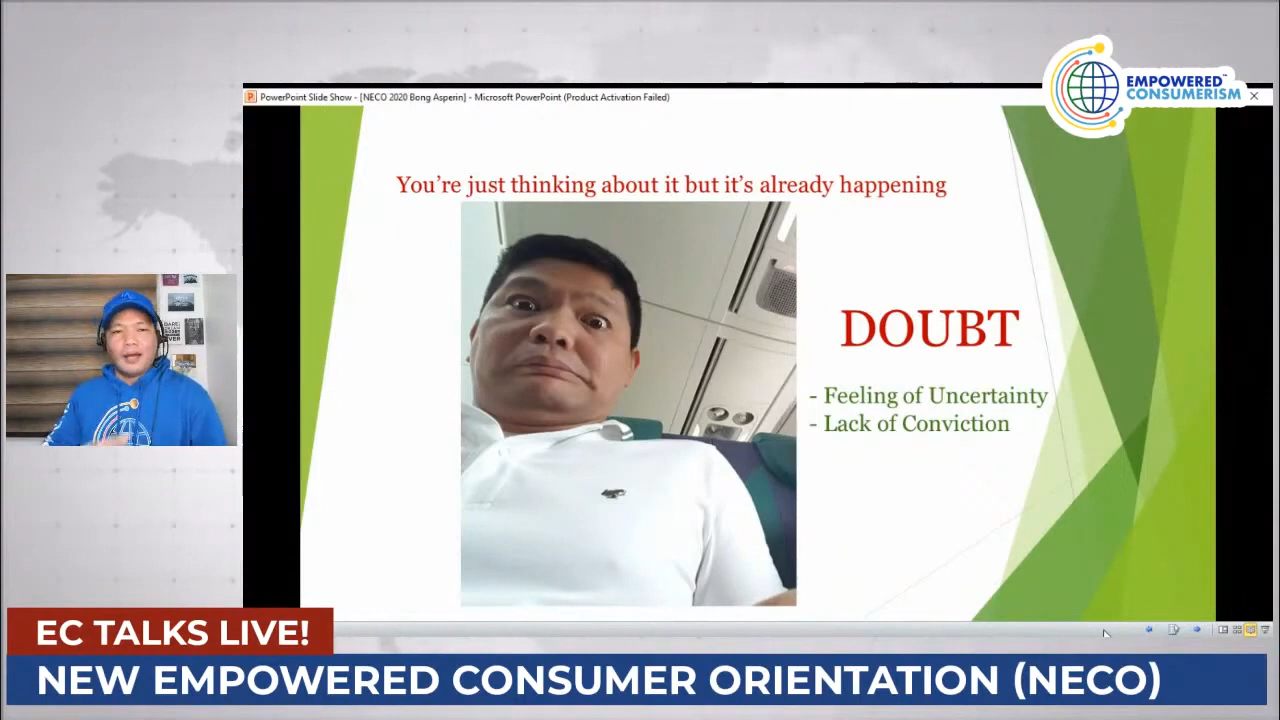 EMPOWERED™
CONSUMERISM
PowerPoint Slide Show - [NECO 2020 Bong Asperin] - Microsoft PowerPoint (Product Activation Failed)
You're just thinking about it but it's already happening
DOUBT
- Feeling of Uncertainty
- Lack of Conviction
EC TALKS LIVE!
NEW EMPOWERED CONSUMER ORIENTATION (NECO)